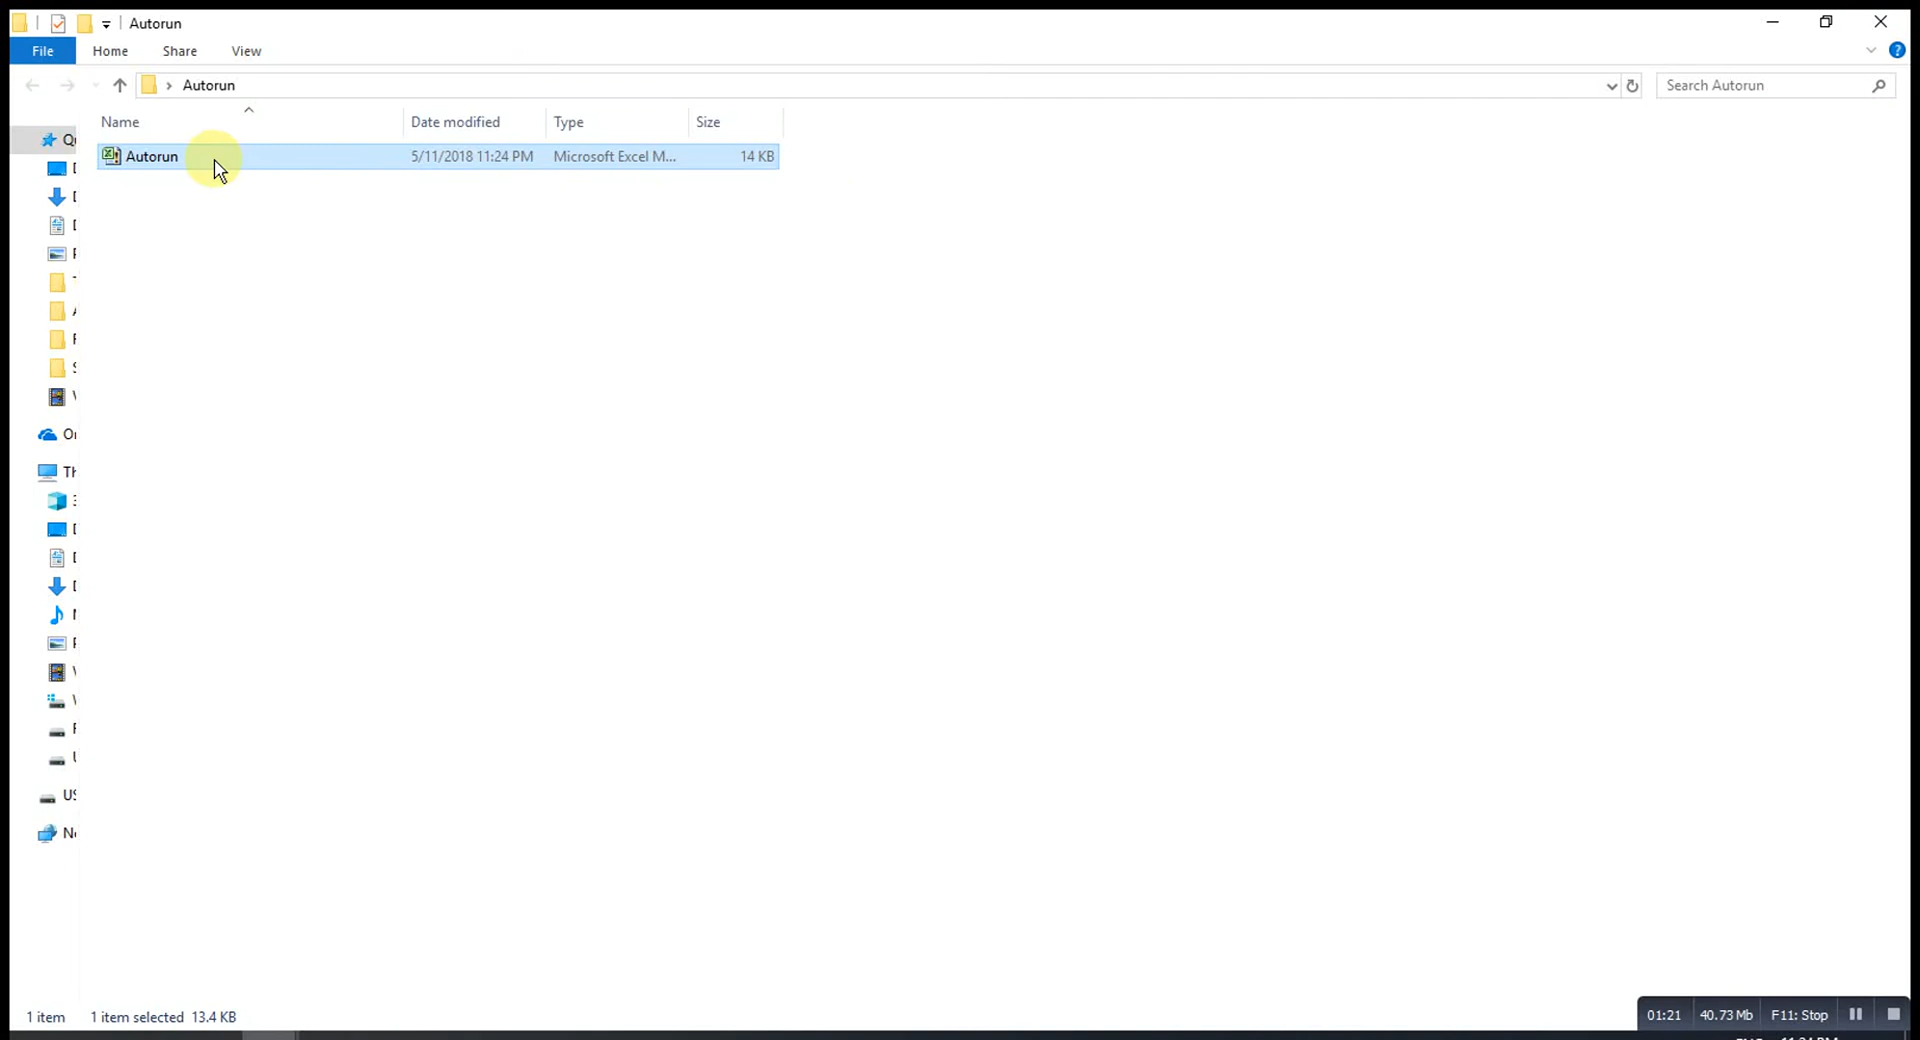 Autorun
File Home Share View
Autorun Search Autorun
Name Date modified Type Size
Autorun 5/11/2018 11:24 PM Microsoft Excel M... 14 KB
1 item 1 item selected 13.4 KB
01:21 40.73 Mb F11: Stop